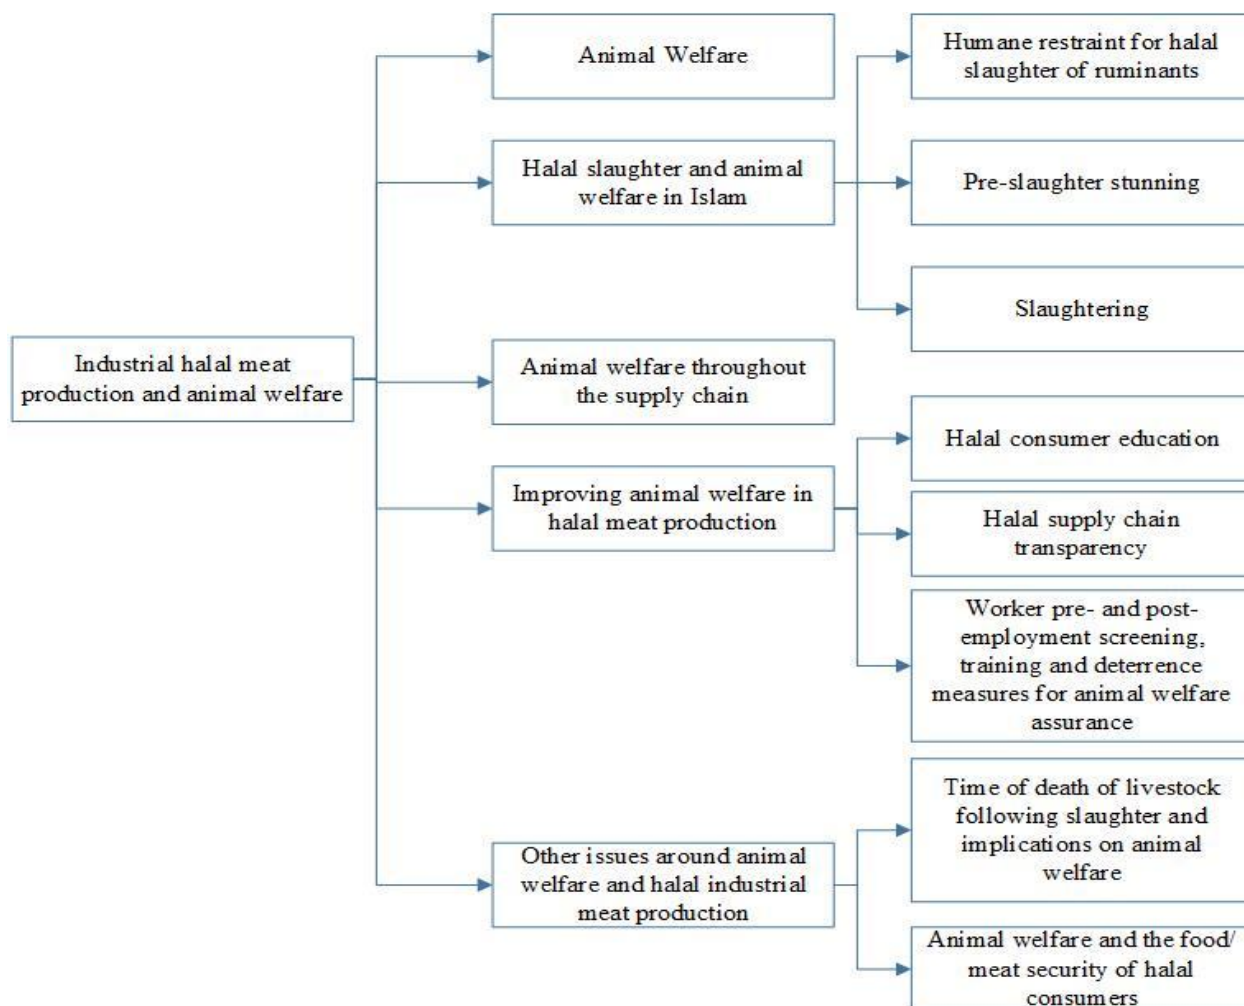 Industrial halal meat
production and animal welfare
Animal Welfare
Halal slaughter and animal
welfare in Islam
Humane restraint for halal
slaughter of ruminants
Pre-slaughter stunning
Slaughtering
Animal welfare throughout
the supply chain
Improving animal welfare in
halal meat production
Halal consumer education
Halal supply chain
transparency
Worker pre- and post-
employment screening,
training and deterrence
measures for animal welfare
assurance
Other issues around animal
welfare and halal industrial
meat production
Time of death of livestock
following slaughter and
implications on animal
welfare
Animal welfare and the food/
meat security of halal
consumers